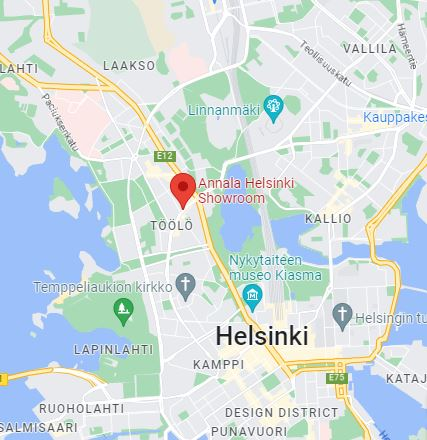 VALLILA
Hämeentie
LAAKSO
Teollisuuskatu
LAHTI
Paciuksenkatu
Linnanmäki
Kauppakes
E12
Annala Helsinki
Showroom
TÖÖLÖ
KALLIO
Nykytaiteen
museo Kiasma
Temppeliaukion kirkko
Helsingin tu
Helsinki
LAPINLAHTI
KAMPPI
E75
KATAJ
RUOHOLAHTI
DESIGN DISTRICT
SALMISAARI
PUNAVUORI